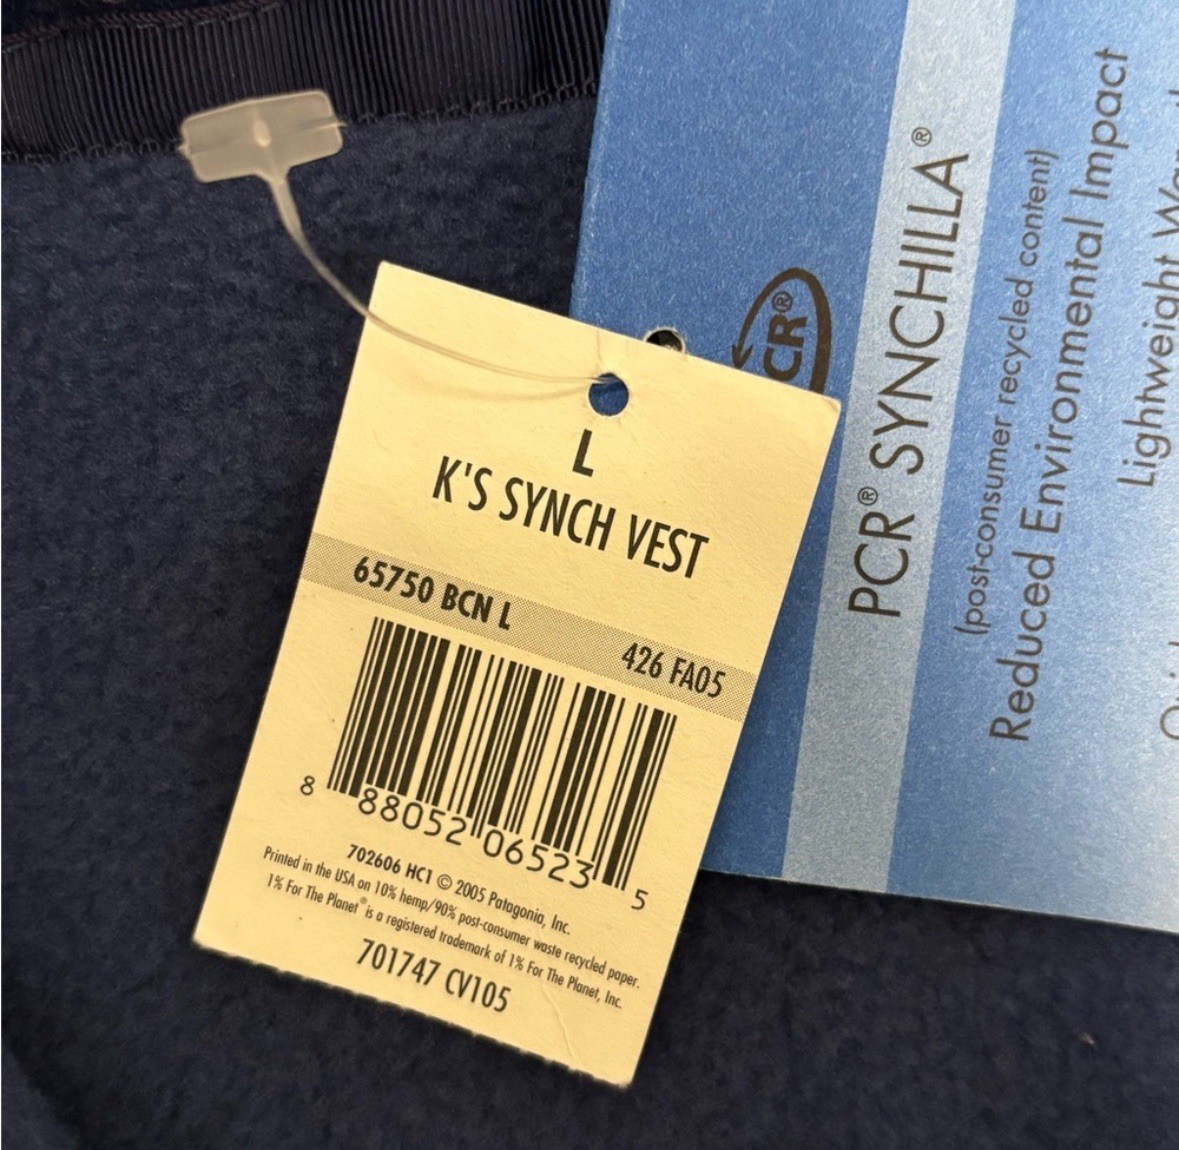 L
K'S SYNCH VEST
65750 BCN L
426 FA05
8 88052 06523 5
702606 HC1 © 2005 Patagonia, Inc.
Printed in the USA on 10% hemp/90% post-consumer waste recycled paper.
1% For The Planet® is a registered trademark of 1% For The Planet, Inc.
701747 CV105
CR®
PCR® SYNCHILLA®
(post-consumer recycled content)
Reduced Environmental Impact
Lightweight